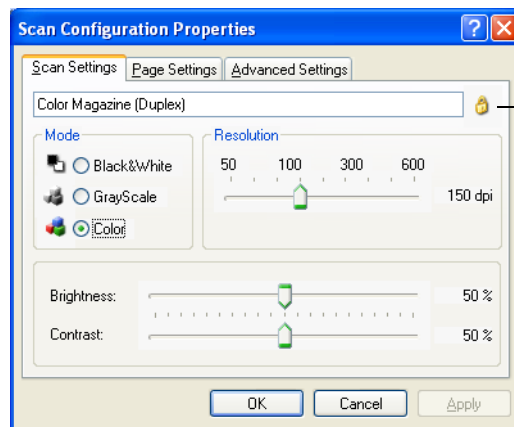 Scan Configuration Properties
Scan Settings Page Settings Advanced Settings
Color Magazine (Duplex)
Mode Resolution
Black&White
GrayScale
Color
50 100 300 600
150 dpi
Brightness: 50 %
Contrast: 50 %
OK Cancel Apply